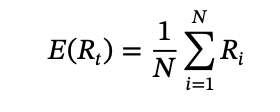 E(R_t) = \frac{1}{N} \sum_{i=1}^{N} R_i